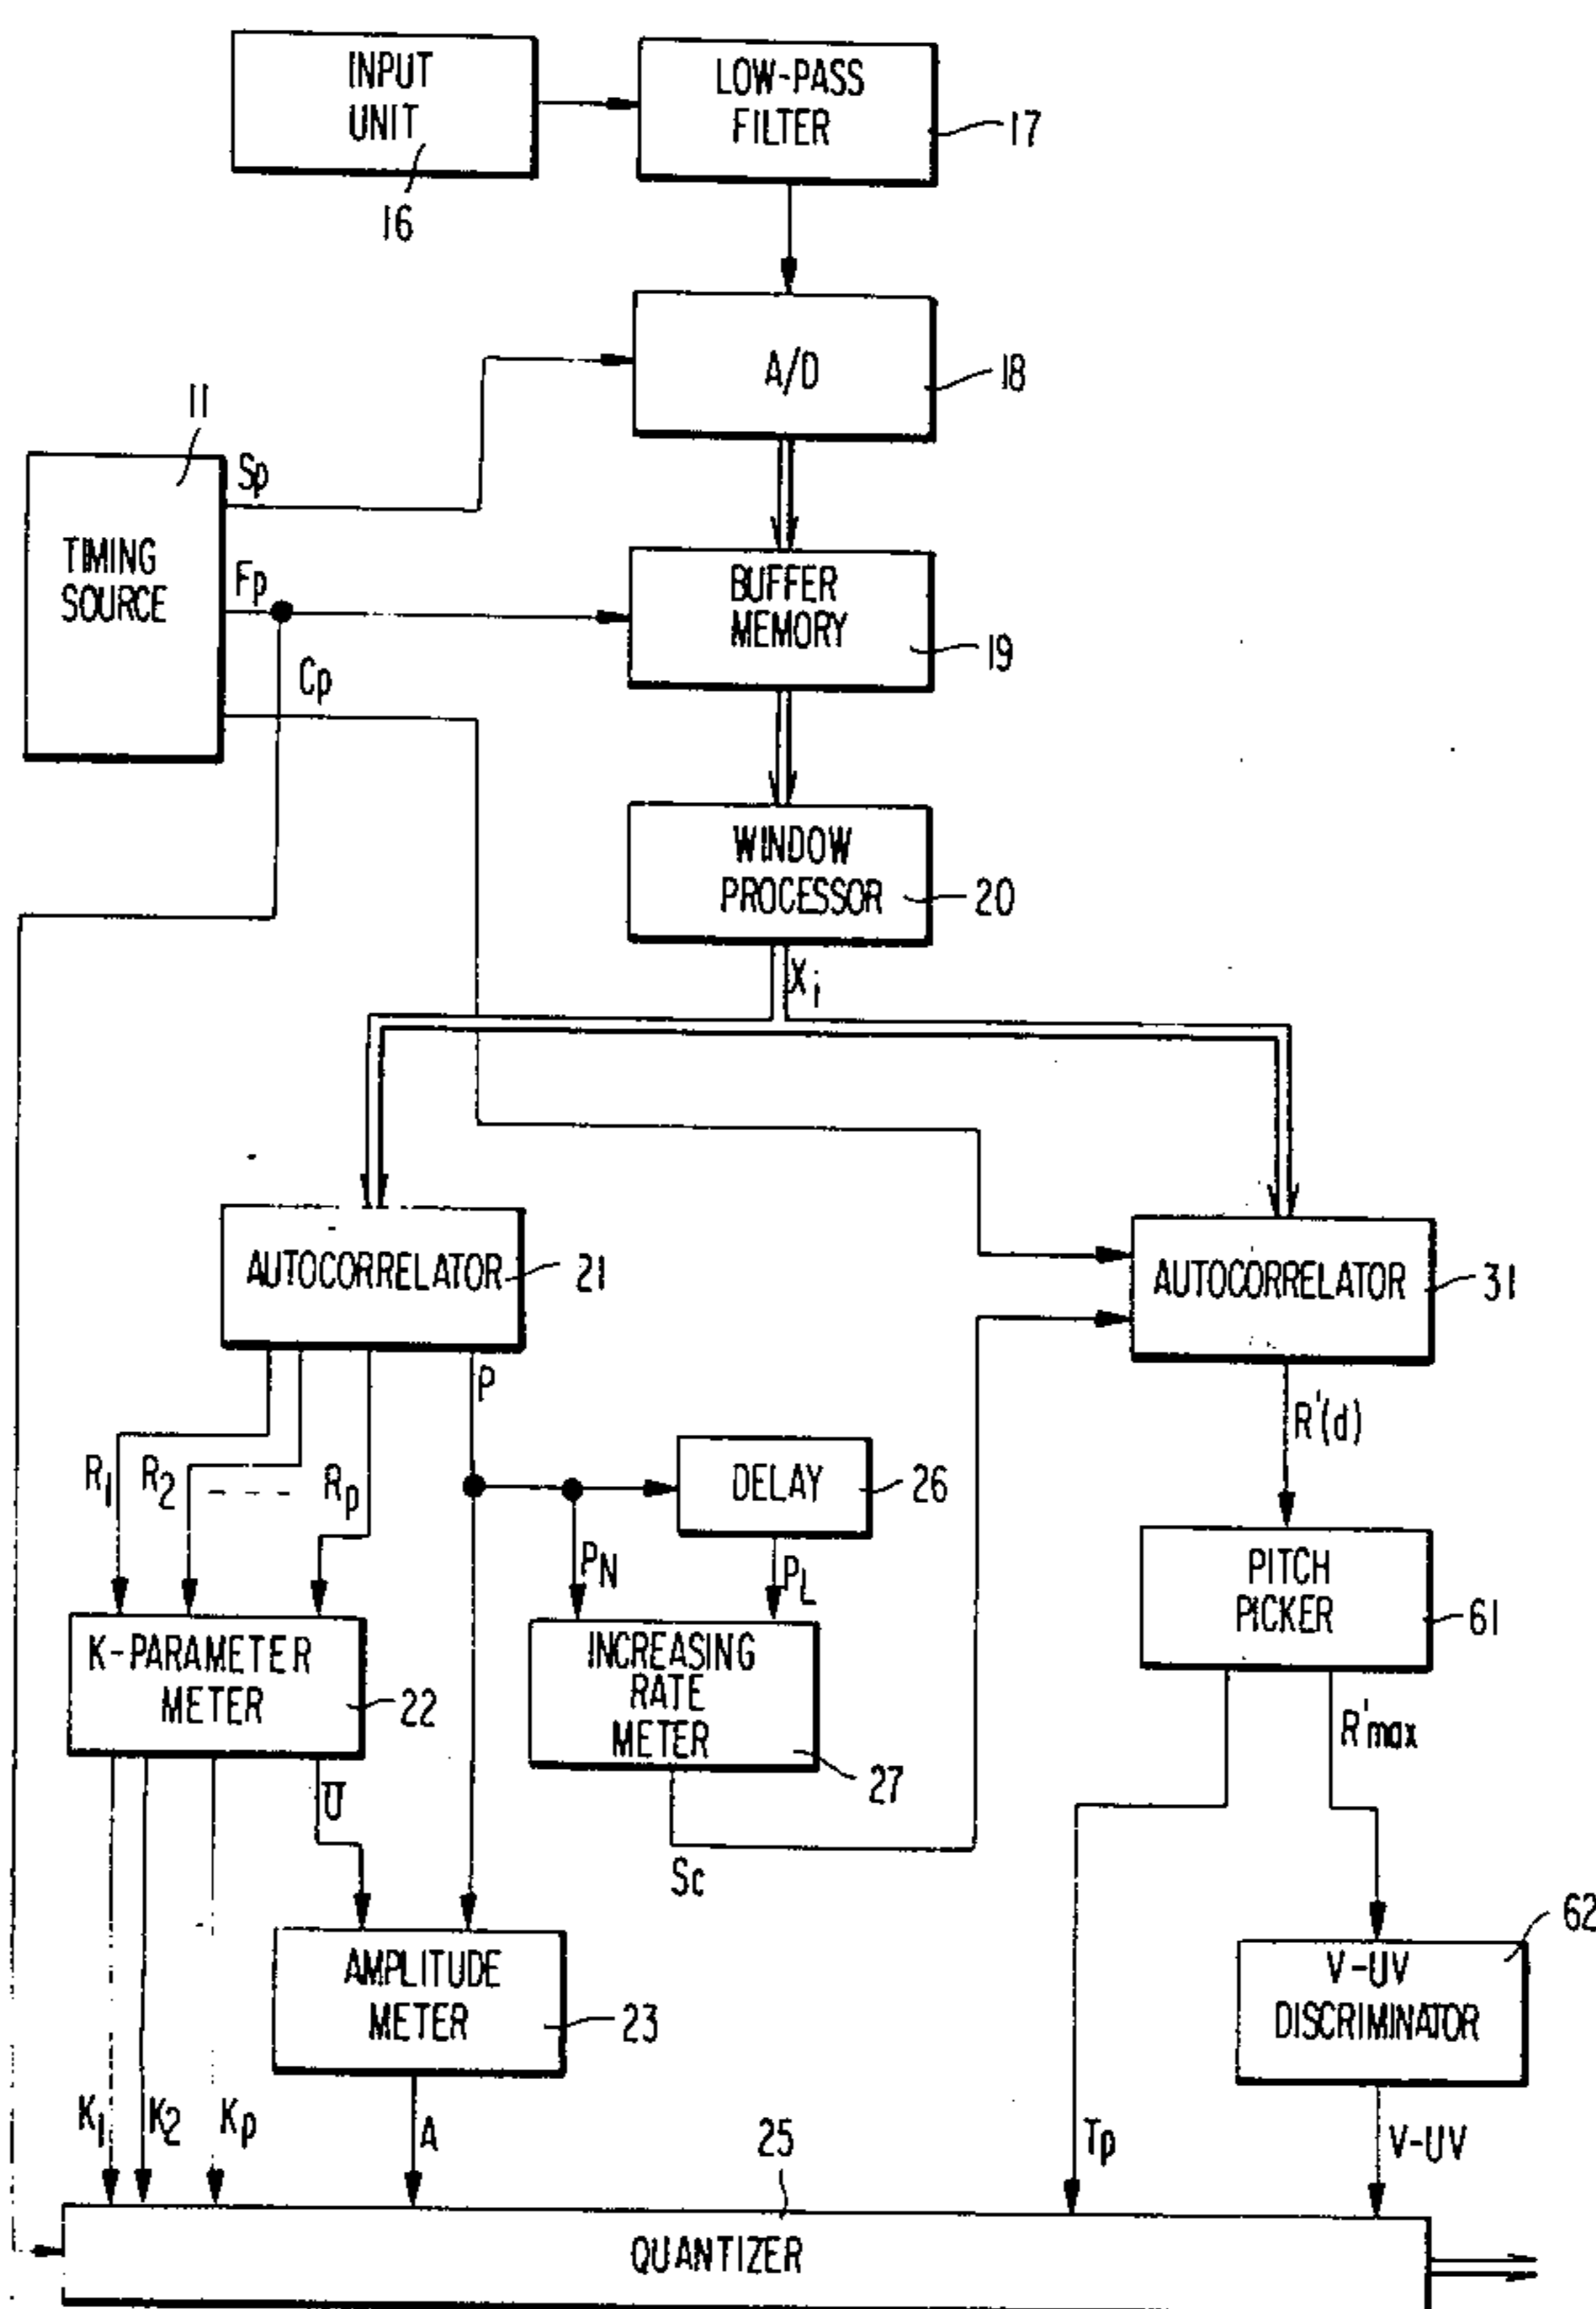 INPUT
UNIT
16
LOW-PASS
FILTER
17
A/D
18
11
TIMING
SOURCE
Sp
Fp
Cp
BUFFER
MEMORY
19
WINDOW
PROCESSOR
20
Xi
AUTOCORRELATOR
21
AUTOCORRELATOR
31
R1
R2
Rp
P
DELAY
26
R'(d)
PN
PL
PITCH
PICKER
61
K-PARAMETER
METER
22
INCREASING
RATE
METER
27
R'max
U
Sc
AMPLITUDE
METER
23
V-UV
DISCRIMINATOR
62
K1
K2
Kp
A
25
Tp
V-UV
QUANTIZER